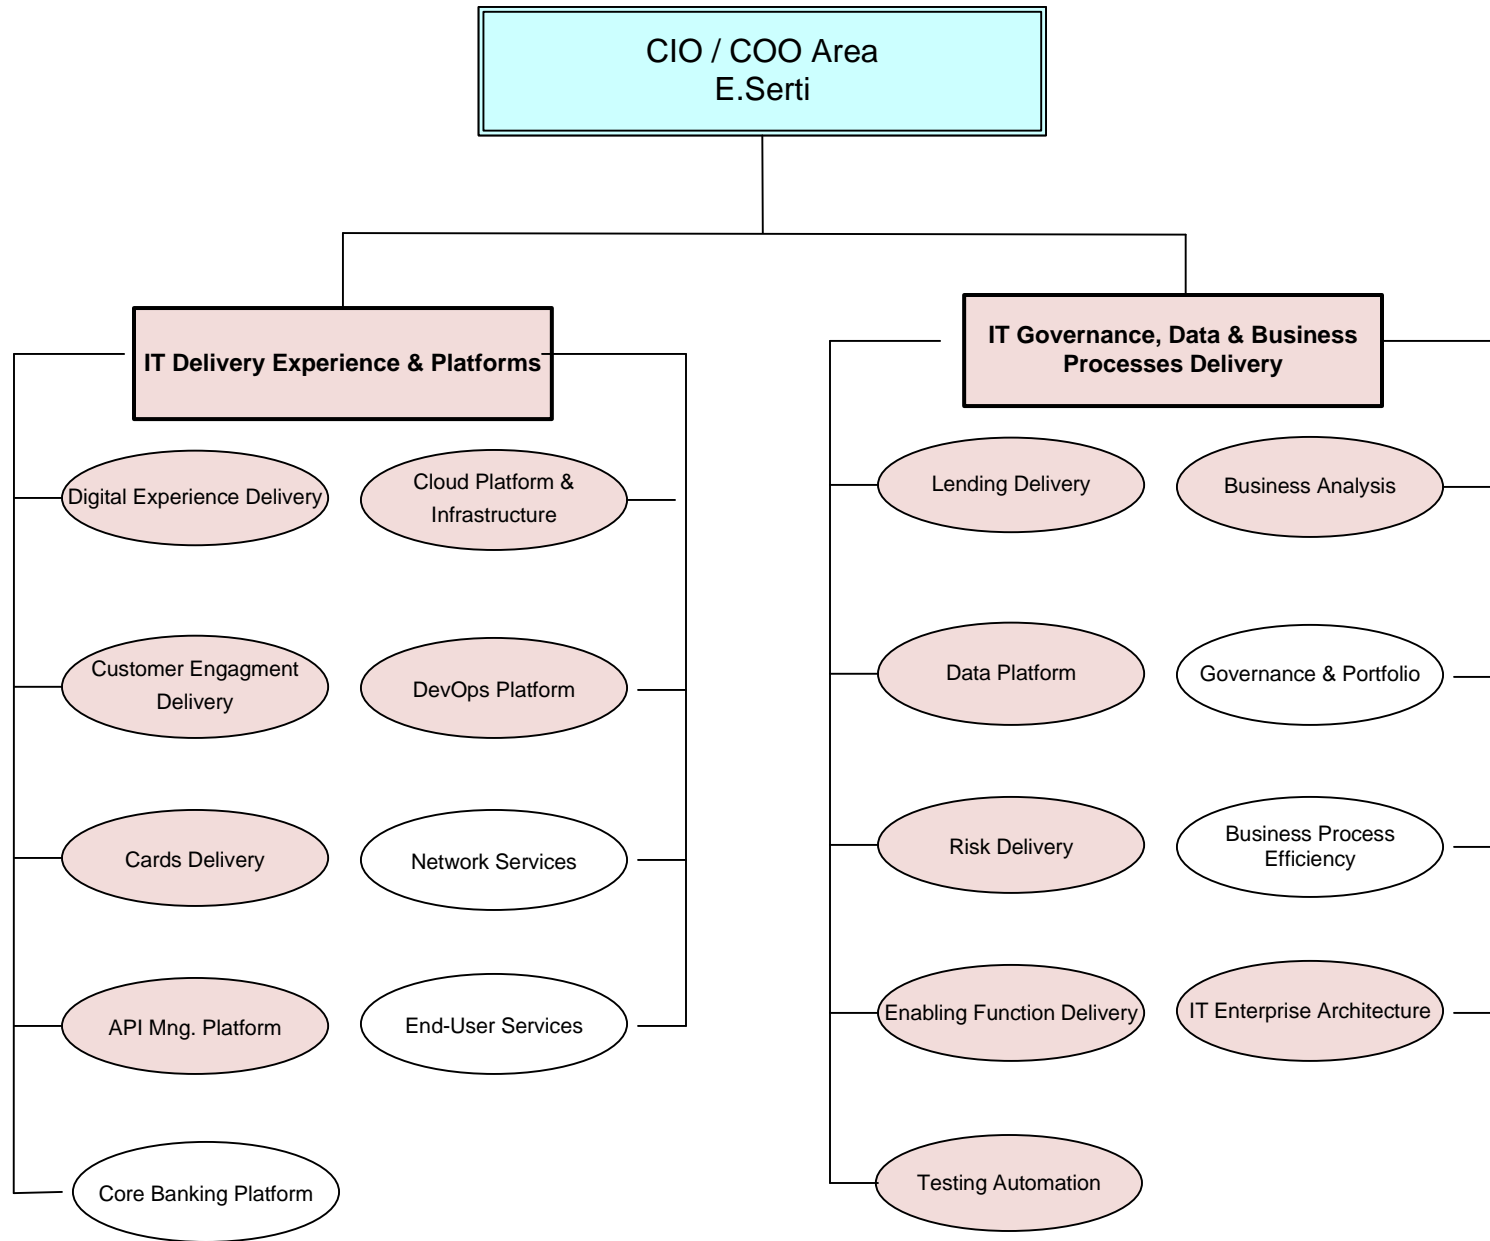 CIO / COO Area
E.Serti
IT Delivery Experience & Platforms
Digital Experience Delivery
Cloud Platform &
Infrastructure
Customer Engagment
Delivery
DevOps Platform
Cards Delivery
Network Services
API Mng. Platform
End-User Services
Core Banking Platform
IT Governance, Data & Business
Processes Delivery
Lending Delivery
Business Analysis
Data Platform
Governance & Portfolio
Risk Delivery
Business Process
Efficiency
Enabling Function Delivery
IT Enterprise Architecture
Testing Automation